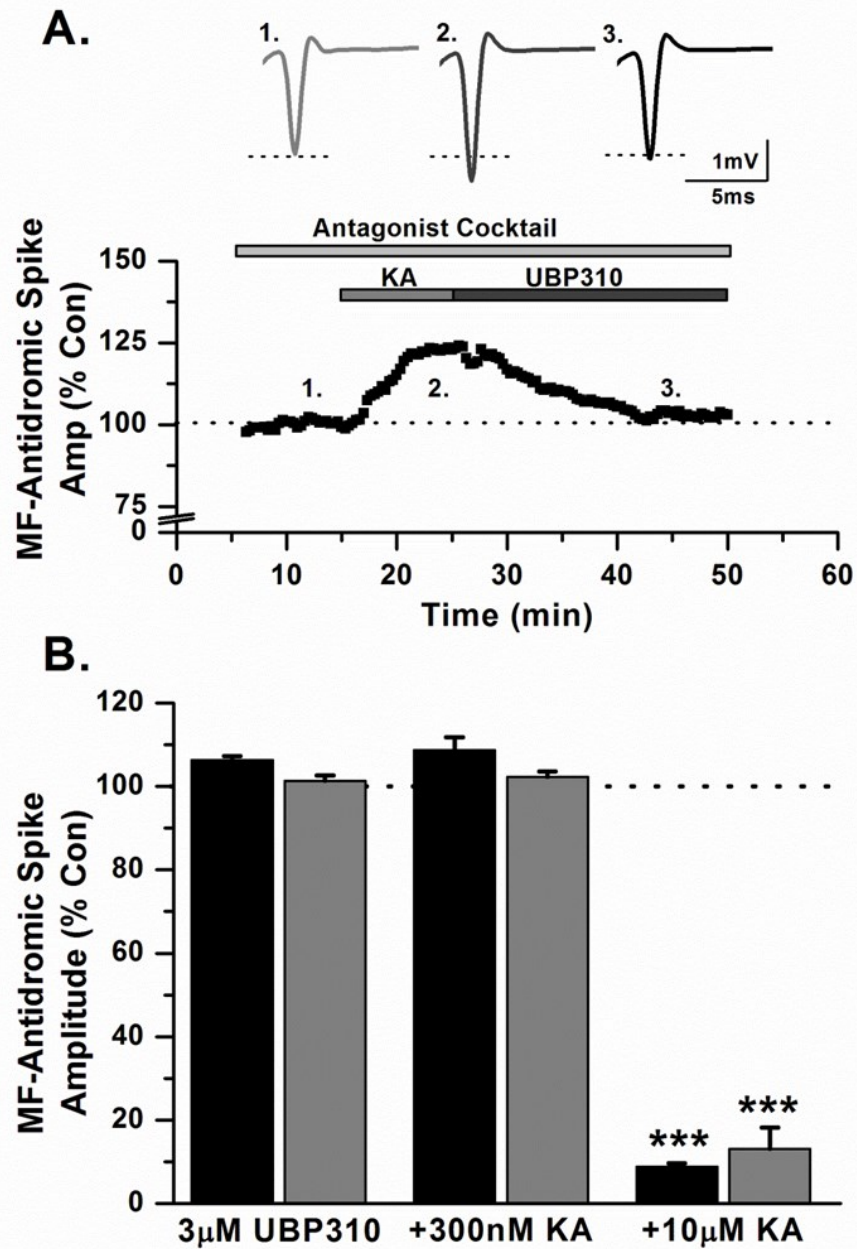 A.
1. 2. 3.
1mV
5ms
Antagonist Cocktail
KA UBP310
MF-Antidromic Spike
Amp (% Con)
150
125
100
75
0
1. 2. 3.
0 10 20 30 40 50 60
Time (min)
B.
MF-Antidromic Spike
Amplitude (% Con)
120
100
80
60
40
20
0
*** ***
3μM UBP310 +300nM KA +10μM KA